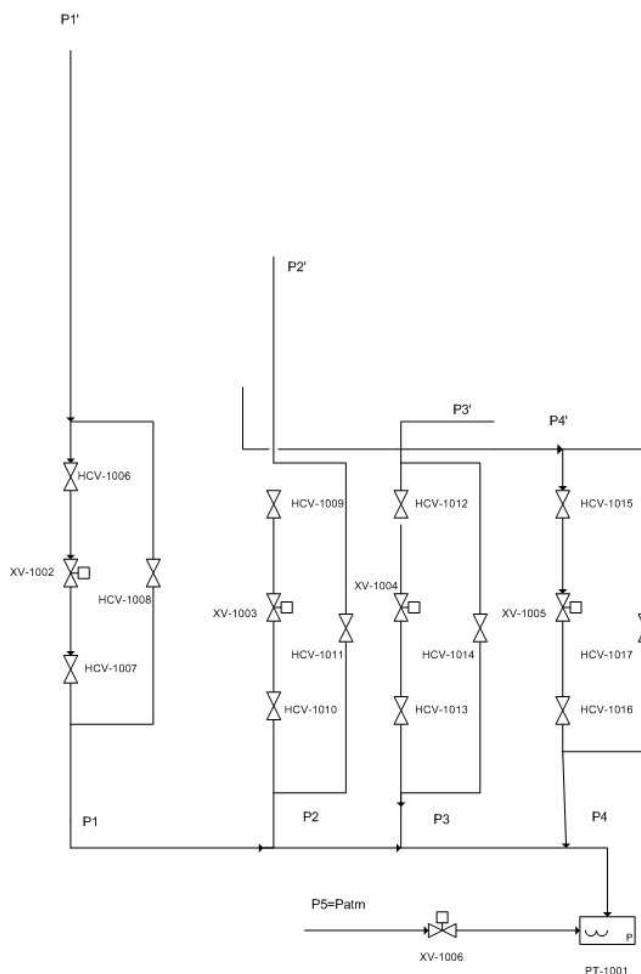 P1'
P2'
P3'
P4'
HCV-1006
HCV-1009
HCV-1012
HCV-1015
XV-1002
HCV-1008
XV-1003
XV-1004
XV-1005
HCV-1011
HCV-1014
HCV-1017
HCV-1007
HCV-1010
HCV-1013
HCV-1016
P1
P2
P3
P4
P5=Patm
P
XV-1006
PT-1001